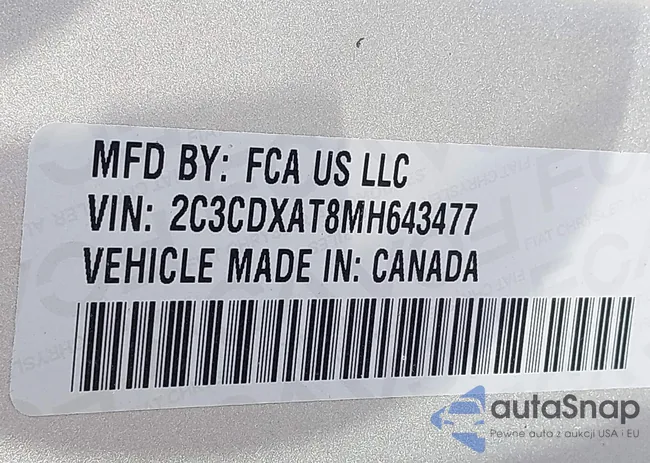 MFD BY: FCA US LLC
VIN: 2C3CDXAT8MH643477
VEHICLE MADE IN: CANADA
autaSnap
Pewne auta z aukcji USA i EU